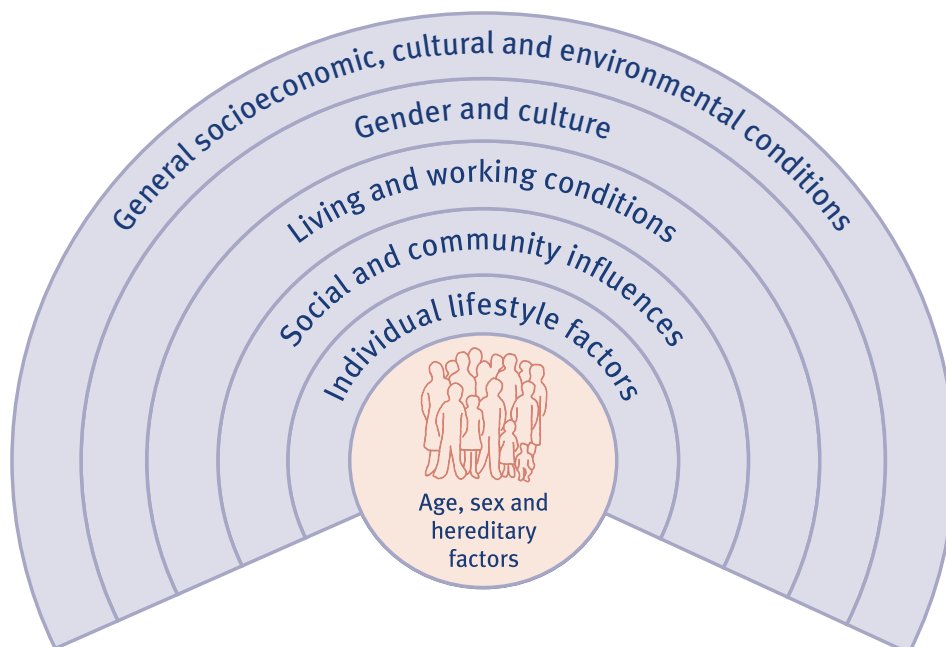 General socioeconomic, cultural and environmental conditions
Gender and culture
Living and working conditions
Social and community influences
Individual lifestyle factors
Age, sex and
hereditary
factors